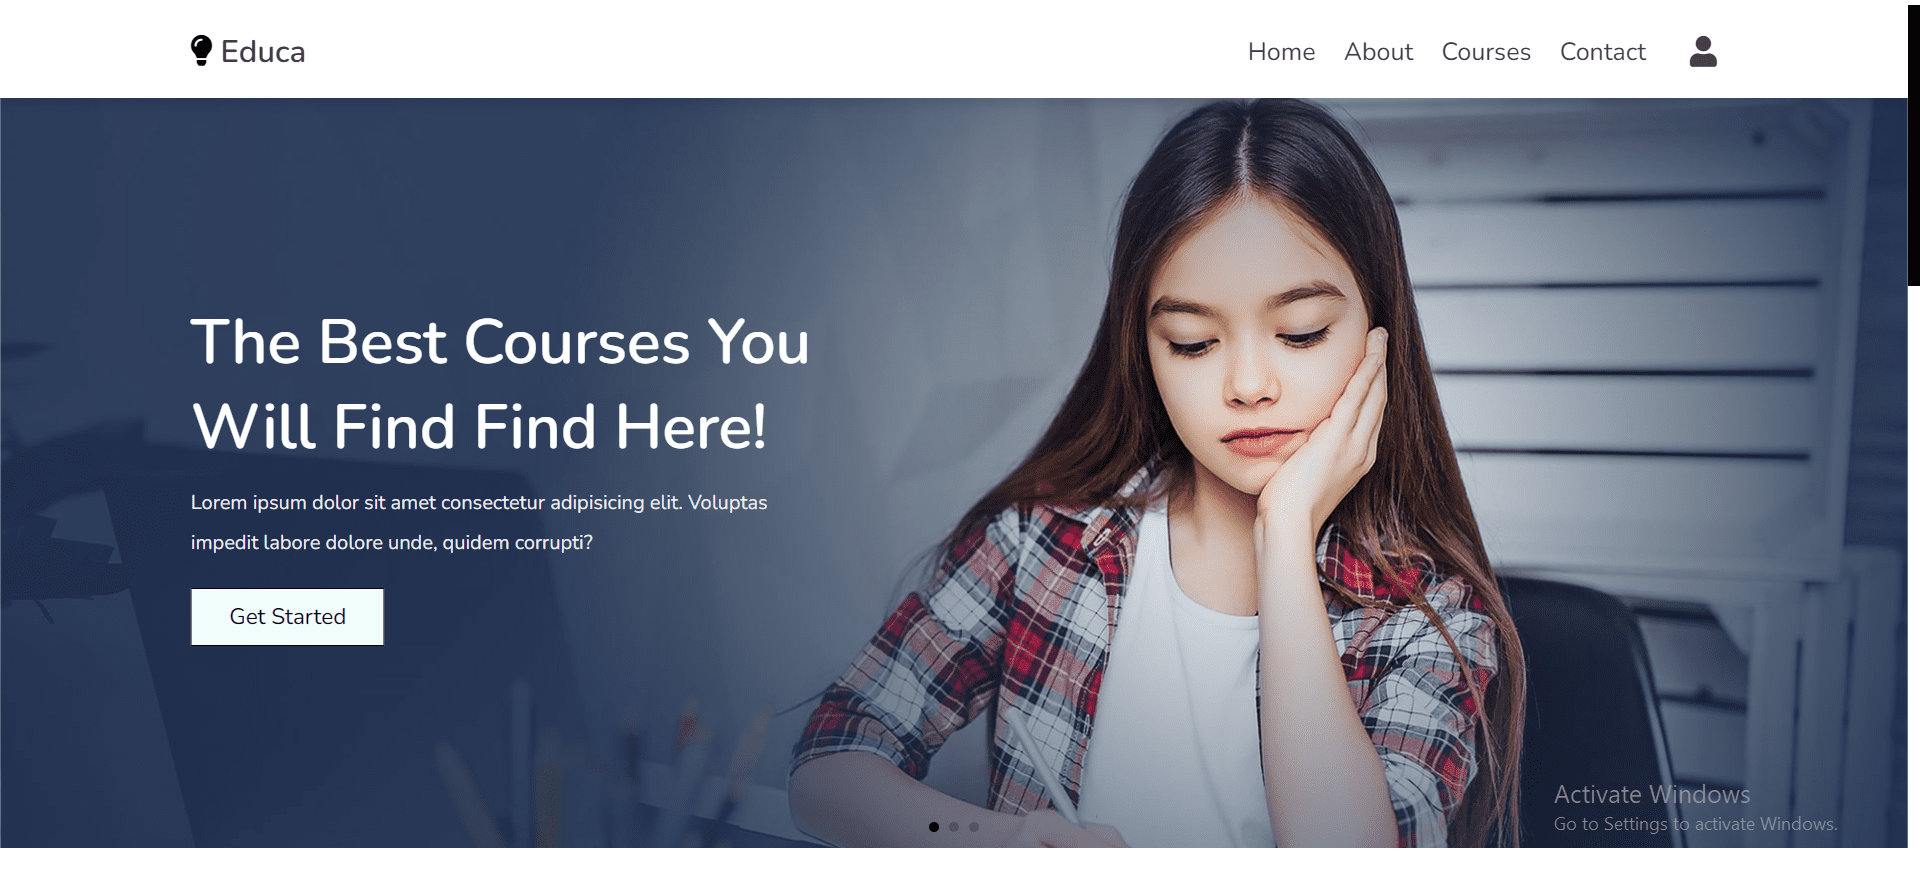 Educa
Home About Courses Contact
The Best Courses You
Will Find Find Here!
Lorem ipsum dolor sit amet consectetur adipisicing elit. Voluptas
impedit labore dolore unde, quidem corrupti?
Get Started
Activate Windows
Go to Settings to activate Windows.